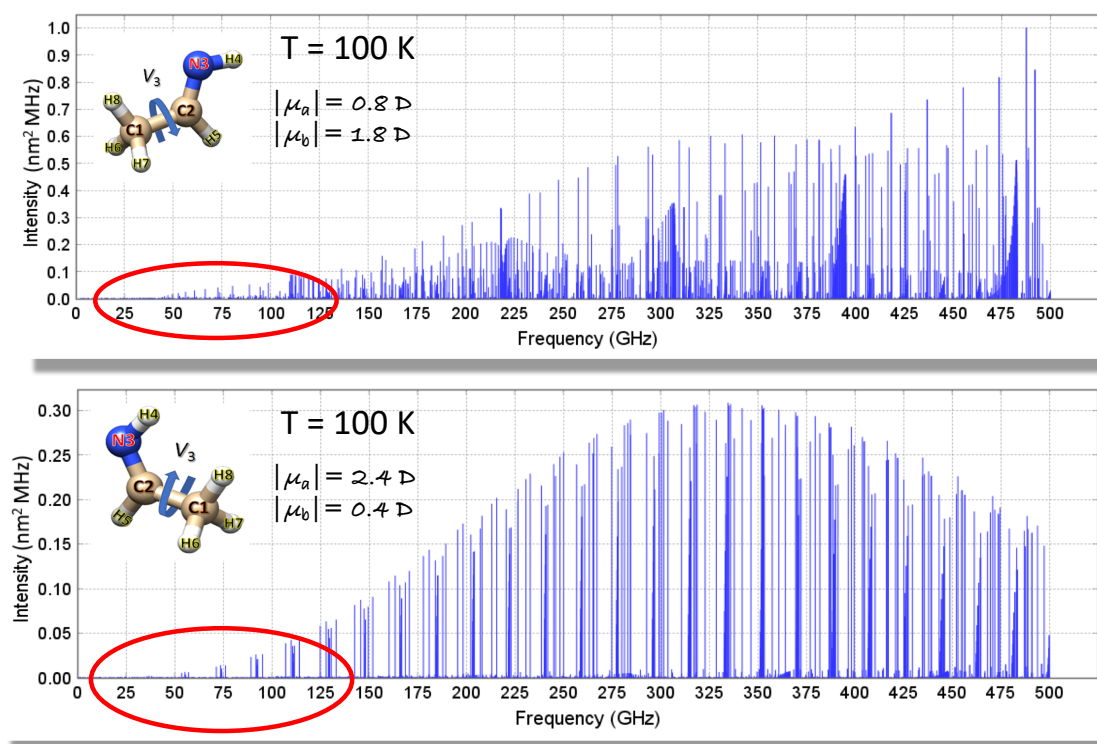 T = 100 K
|μa| = 0.8 D
|μb| = 1.8 D
V3
N3
H4
H8
C2
C1
H5
H6
H7
Intensity (nm² MHz)
1.0
0.9
0.8
0.7
0.6
0.5
0.4
0.3
0.2
0.1
0.0
0 25 50 75 100 125 150 175 200 225 250 275 300 325 350 375 400 425 450 475 500
Frequency (GHz)
T = 100 K
|μa| = 2.4 D
|μb| = 0.4 D
H4
N3
V3
H8
C2
C1
H5
H7
H6
Intensity (nm² MHz)
0.30
0.25
0.20
0.15
0.10
0.05
0.00
0 25 50 75 100 125 150 175 200 225 250 275 300 325 350 375 400 425 450 475 500
Frequency (GHz)